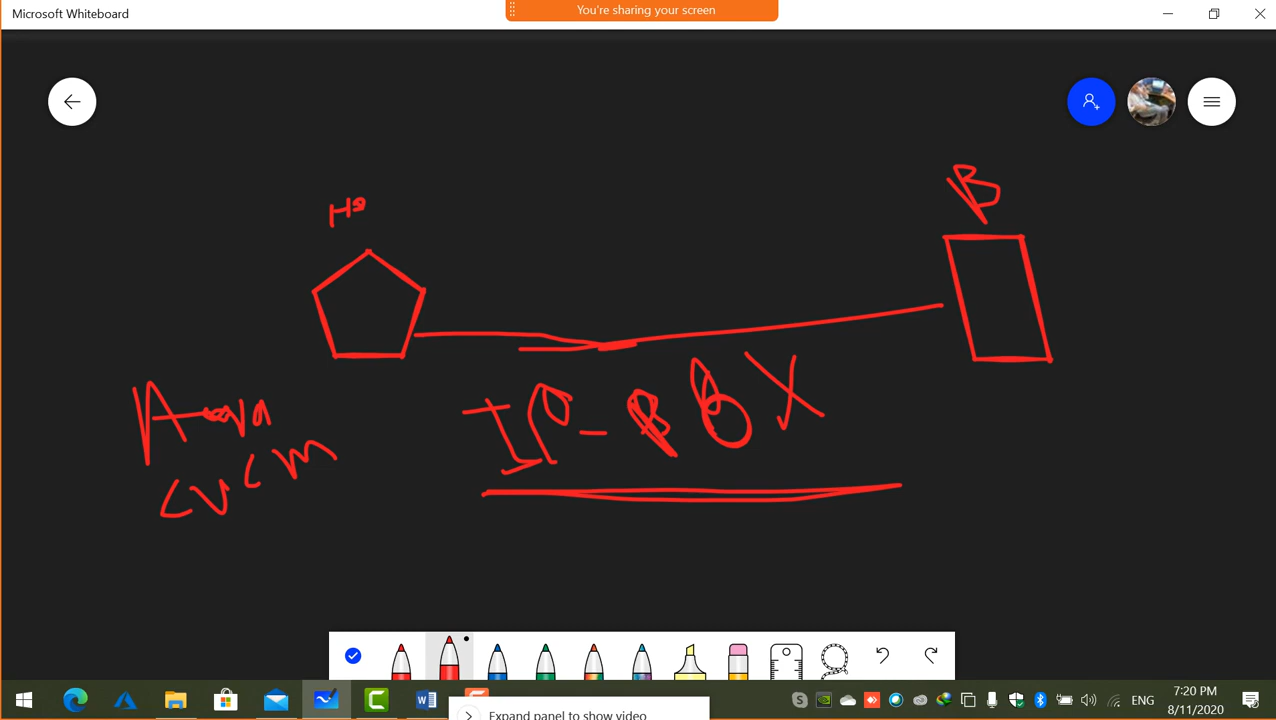 Microsoft Whiteboard
You're sharing your screen
B
IP-BOX
ENG
7:20 PM
8/11/2020
Expand panel to show video